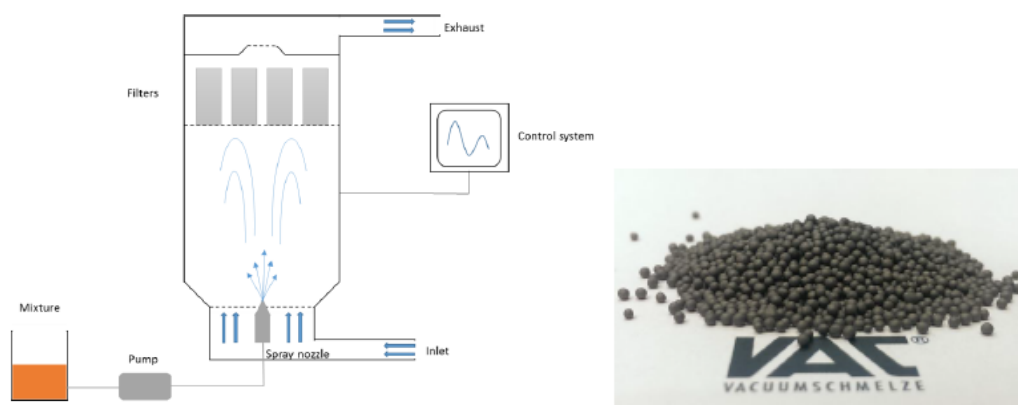 Exhaust
Filters
Control system
Mixture
Pump
Spray nozzle
Inlet
VAC
VACUUMSCHMELZE